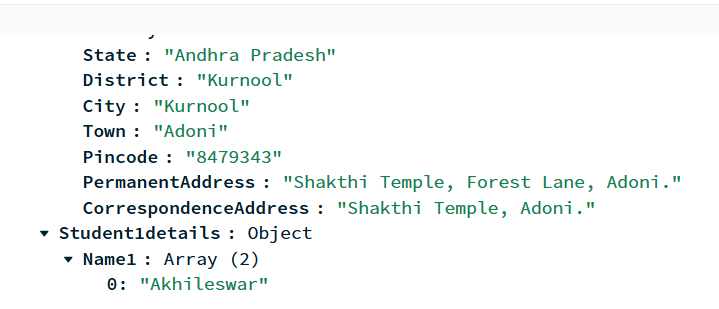 State : "Andhra Pradesh"
District : "Kurnool"
City : "Kurnool"
Town : "Adoni"
Pincode : "8479343"
PermanentAddress : "Shakthi Temple, Forest Lane, Adoni."
CorrespondenceAddress : "Shakthi Temple, Adoni."
Student1details : Object
Name1 : Array (2)
0: "Akhileswar"